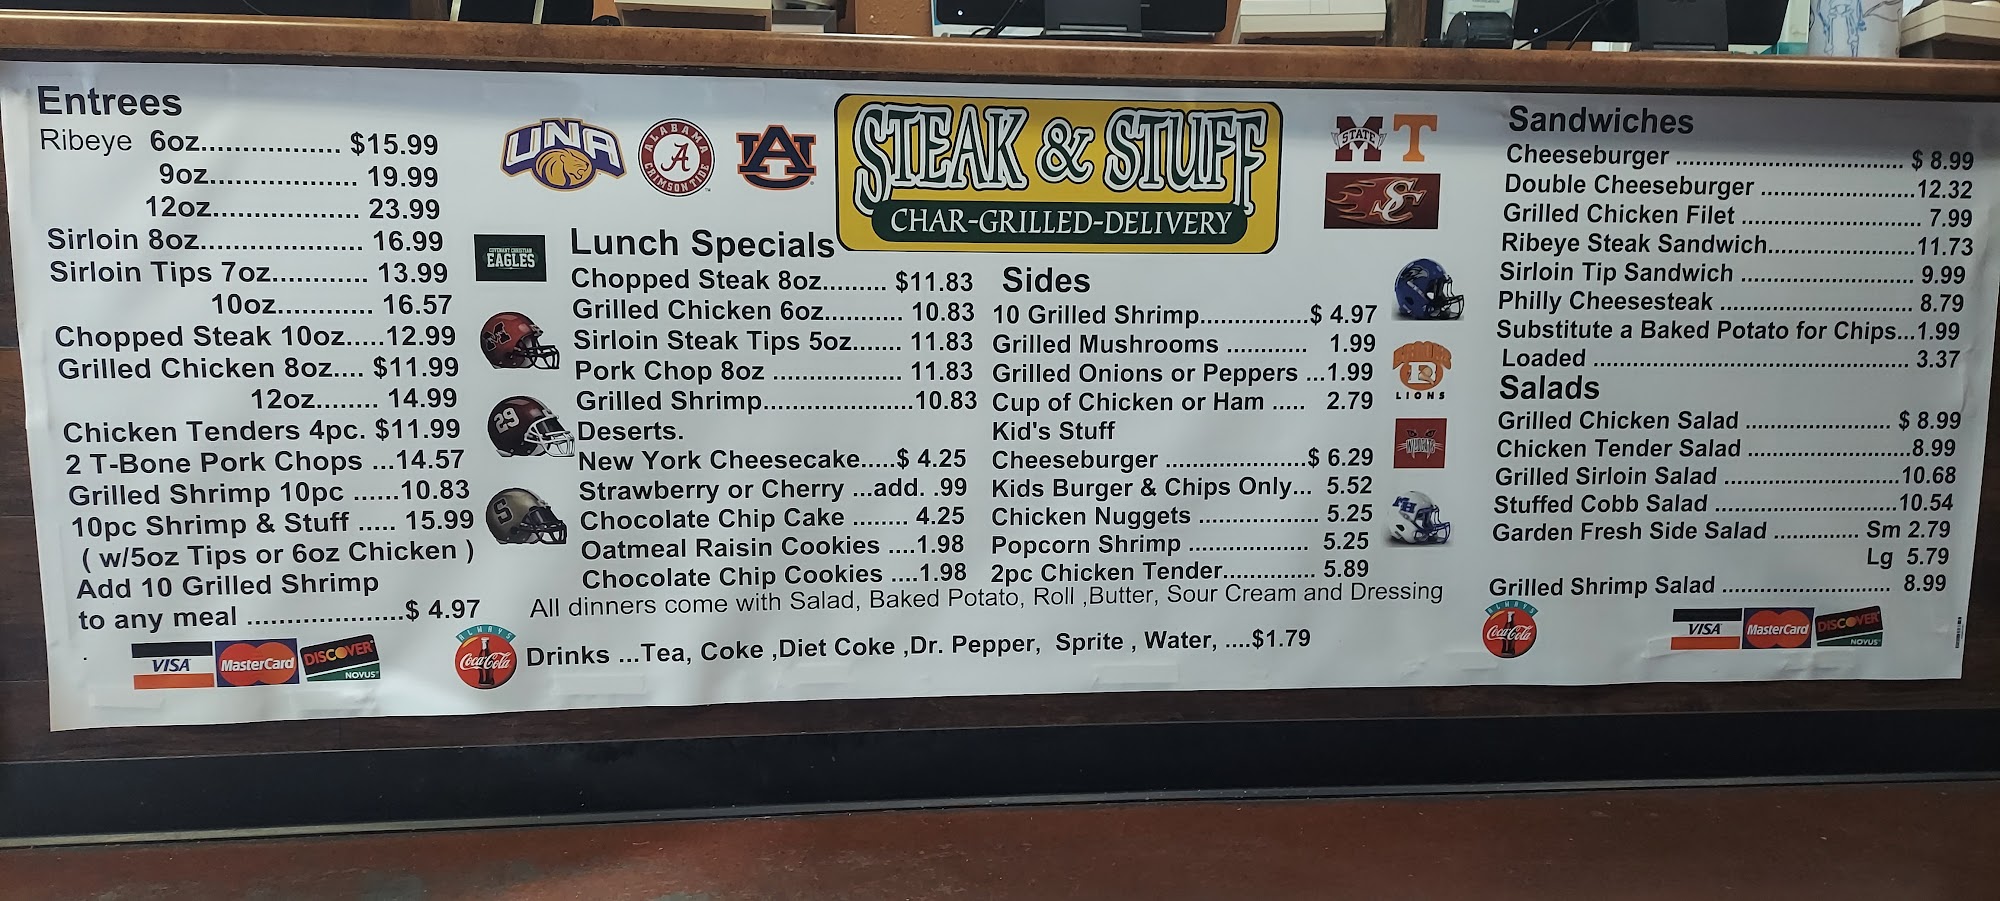 Entrees
Ribeye 6oz................. $15.99
9oz................... 19.99
12oz................... 23.99
Sirloin 8oz..................... 16.99
Sirloin Tips 7oz............ 13.99
10oz............. 16.57
Chopped Steak 10oz.....12.99
Grilled Chicken 8oz.... $11.99
12oz........ 14.99
Chicken Tenders 4pc. $11.99
2 T-Bone Pork Chops ...14.57
Grilled Shrimp 10pc ......10.83
10pc Shrimp & Stuff ..... 15.99
( w/5oz Tips or 6oz Chicken )
Add 10 Grilled Shrimp
to any meal ....................$ 4.97
VISA
MasterCard
DISCOVER
NOVUS
UNA
ALABAMA
A
CRIMSON TIDE
AU
STEAK & STUFF
CHAR-GRILLED-DELIVERY
M
STATE
T
SC
EAGLES
M
29
S
Lunch Specials
Chopped Steak 8oz......... $11.83
Grilled Chicken 6oz........... 10.83
Sirloin Steak Tips 5oz....... 11.83
Pork Chop 8oz .................. 11.83
Grilled Shrimp.....................10.83
Deserts.
New York Cheesecake.....$ 4.25
Strawberry or Cherry ...add. .99
Chocolate Chip Cake ........ 4.25
Oatmeal Raisin Cookies ....1.98
Chocolate Chip Cookies ....1.98
Sides
10 Grilled Shrimp................$ 4.97
Grilled Mushrooms ............ 1.99
Grilled Onions or Peppers ...1.99
Cup of Chicken or Ham ..... 2.79
Kid's Stuff
Cheeseburger .....................$ 6.29
Kids Burger & Chips Only... 5.52
Chicken Nuggets .................. 5.25
Popcorn Shrimp .................. 5.25
2pc Chicken Tender.............. 5.89
B
LIONS
MH
All dinners come with Salad, Baked Potato, Roll ,Butter, Sour Cream and Dressing
ALWAYS
Coca-Cola
Drinks ...Tea, Coke ,Diet Coke ,Dr. Pepper, Sprite , Water, ....$1.79
Sandwiches
Cheeseburger .................................. $ 8.99
Double Cheeseburger .......................12.32
Grilled Chicken Filet ........................... 7.99
Ribeye Steak Sandwich......................11.73
Sirloin Tip Sandwich .......................... 9.99
Philly Cheesesteak ............................. 8.79
Substitute a Baked Potato for Chips...1.99
Loaded ............................................... 3.37
Salads
Grilled Chicken Salad ...................... $ 8.99
Chicken Tender Salad .........................8.99
Grilled Sirloin Salad ..........................10.68
Stuffed Cobb Salad ...........................10.54
Garden Fresh Side Salad ............. Sm 2.79
Lg 5.79
Grilled Shrimp Salad ......................... 8.99
ALWAYS
Coca-Cola
VISA
MasterCard
DISCOVER
NOVUS